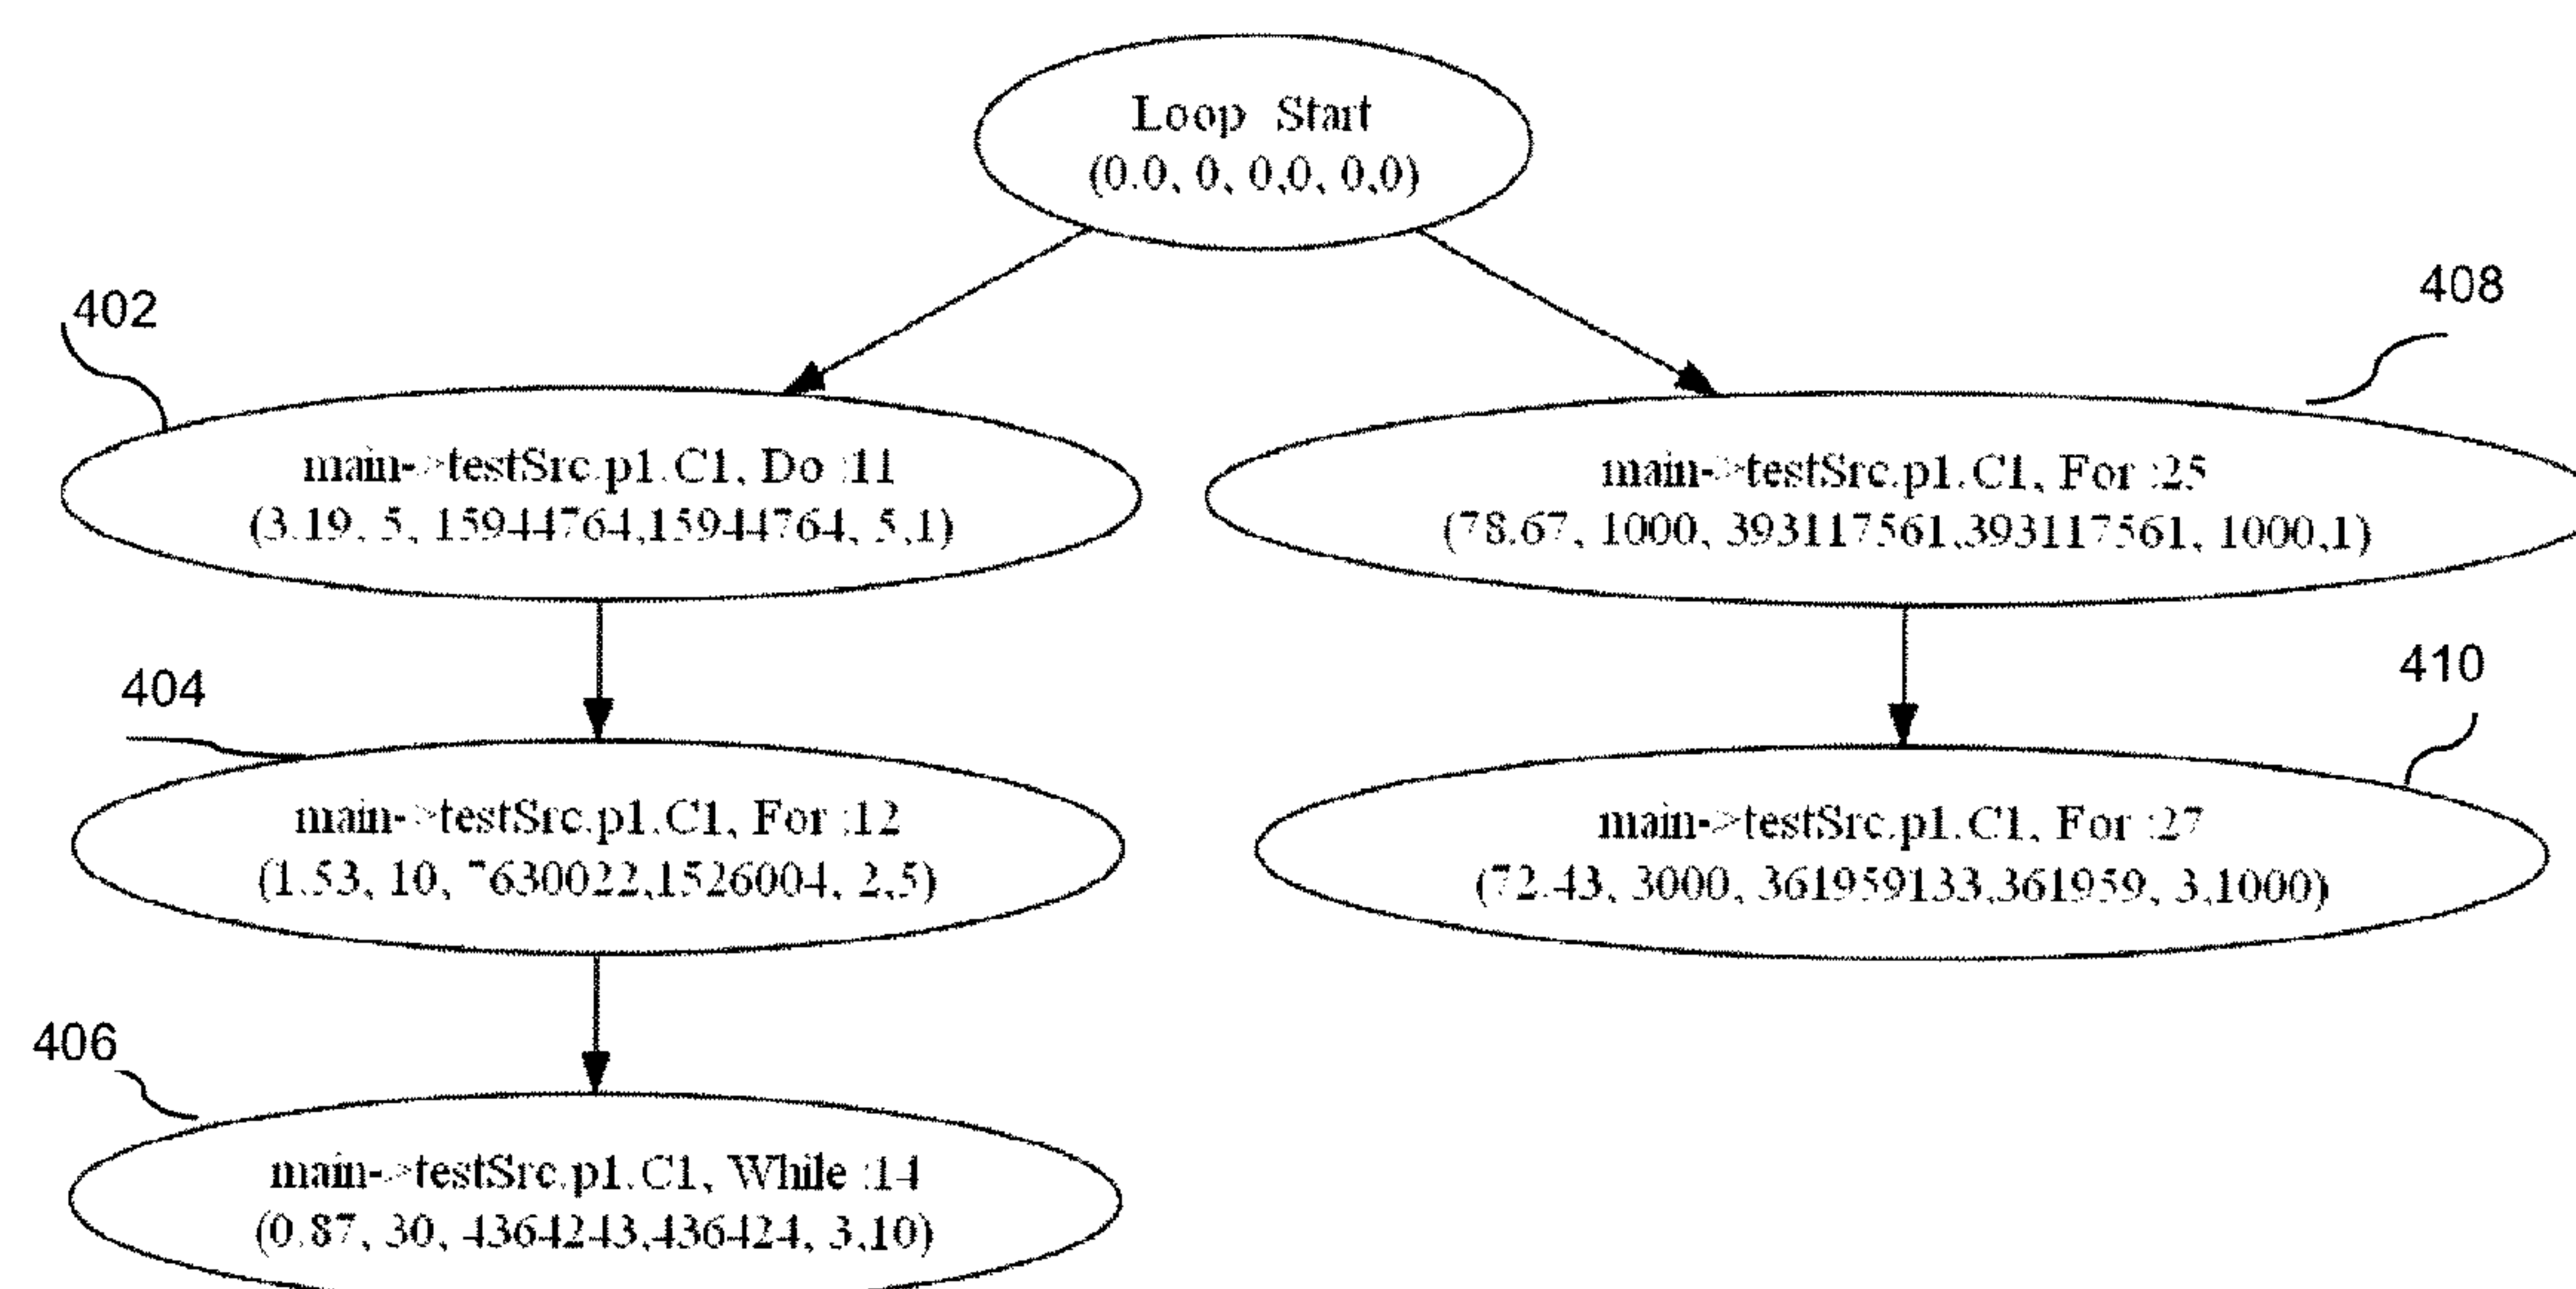 Loop Start
(0.0, 0, 0,0, 0,0)
402
408
main->testSrc.p1.C1, Do :11
(3.19, 5, 15944764,15944764, 5,1)
main->testSrc.p1.C1, For :25
(78.67, 1000, 393117561,393117561, 1000,1)
404
410
main->testSrc.p1.C1, For :12
(1.53, 10, 7630022,1526004, 2,5)
main->testSrc.p1.C1, For :27
(72.43, 3000, 361959133,361959, 3,1000)
406
main->testSrc.p1.C1, While :14
(0.87, 30, 4364243,436424, 3,10)